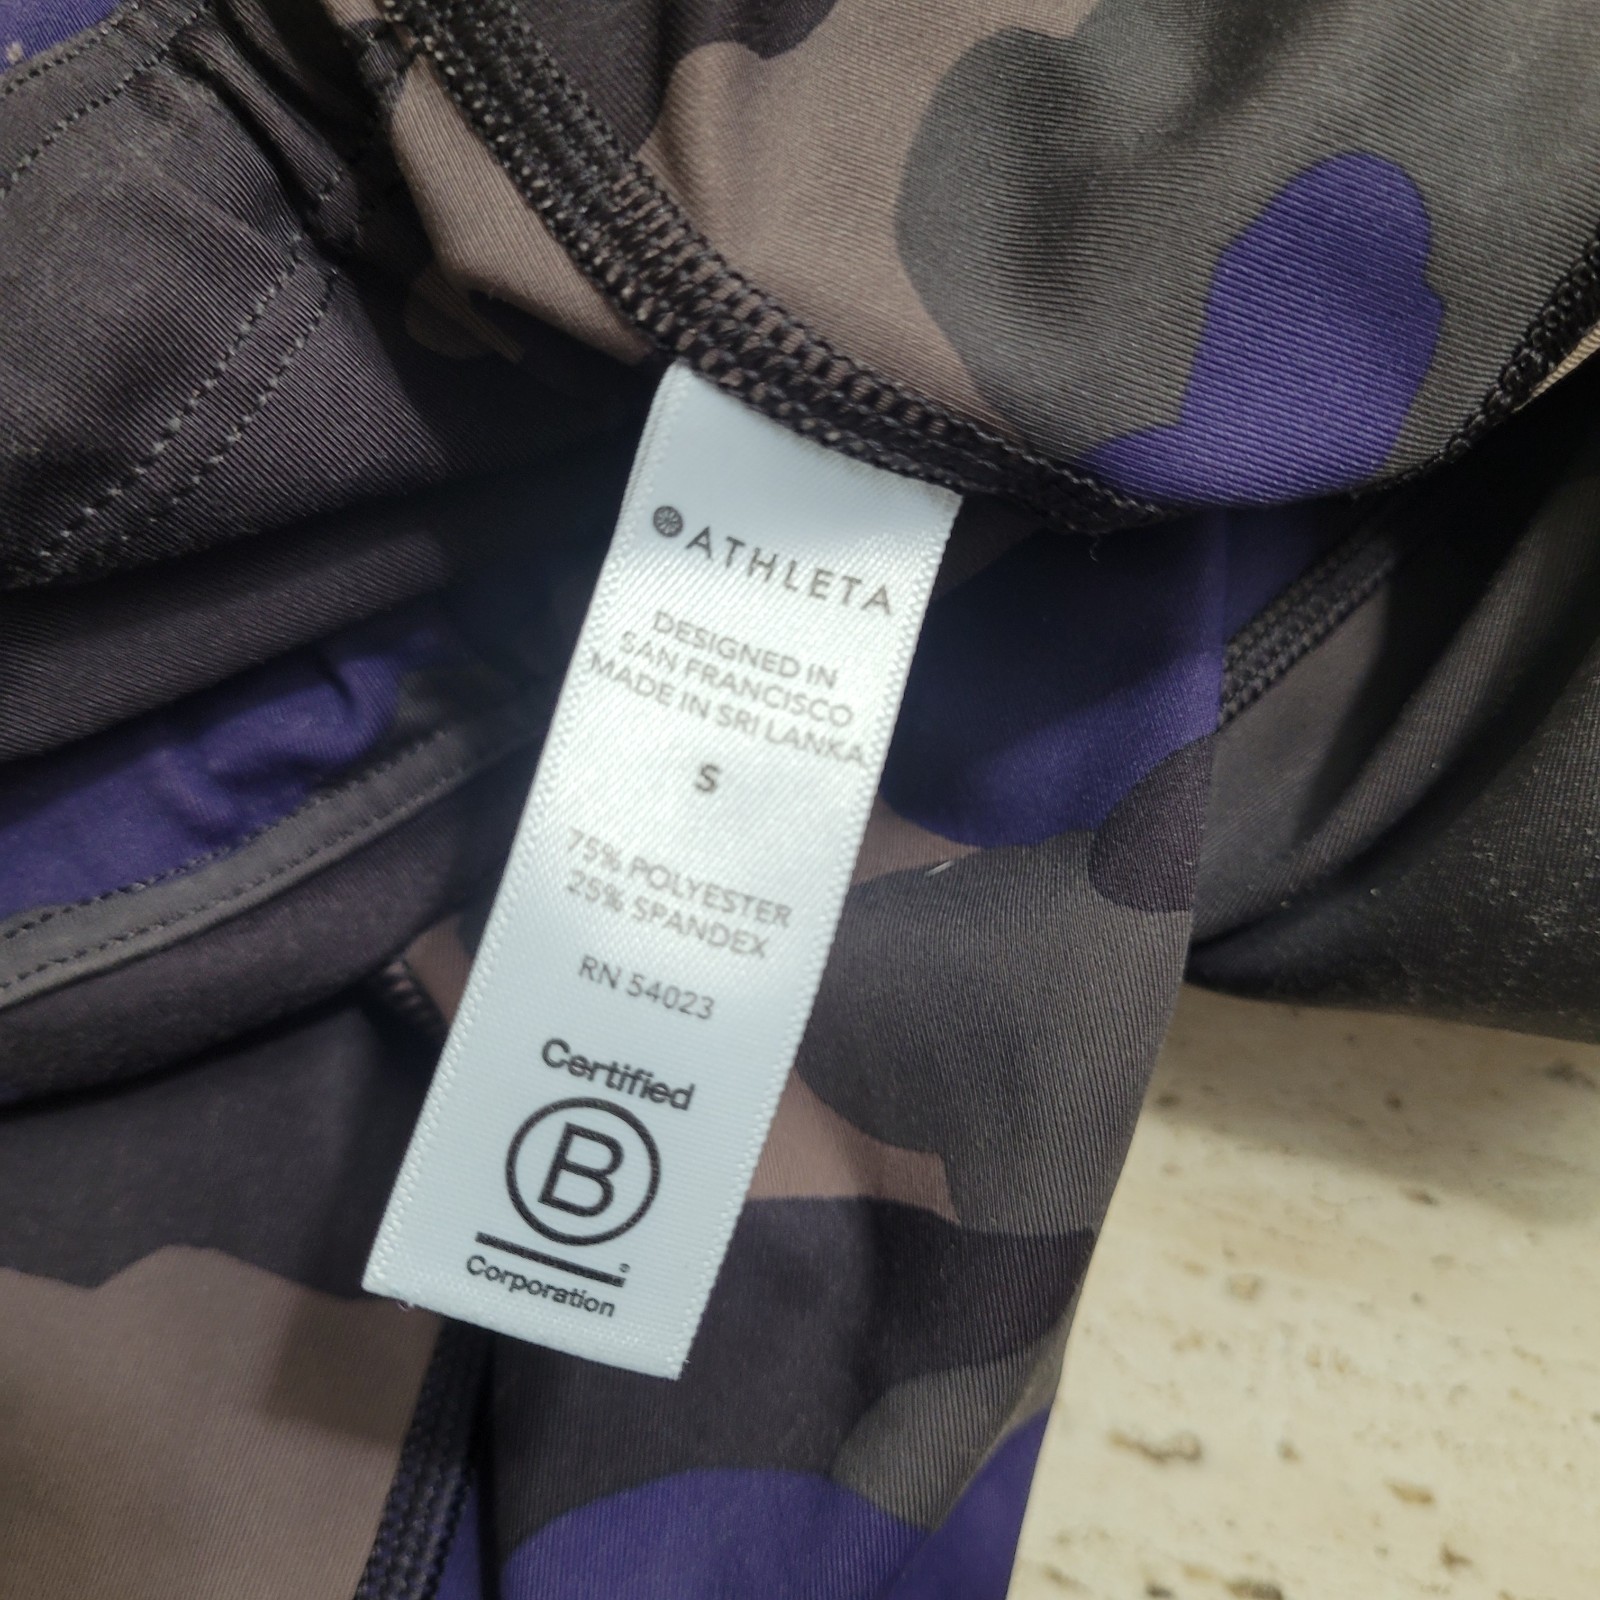 ATHLETA
DESIGNED IN
SAN FRANCISCO
MADE IN SRI LANKA
S
75% POLYESTER
25% SPANDEX
RN 54023
Certified
B
Corporation